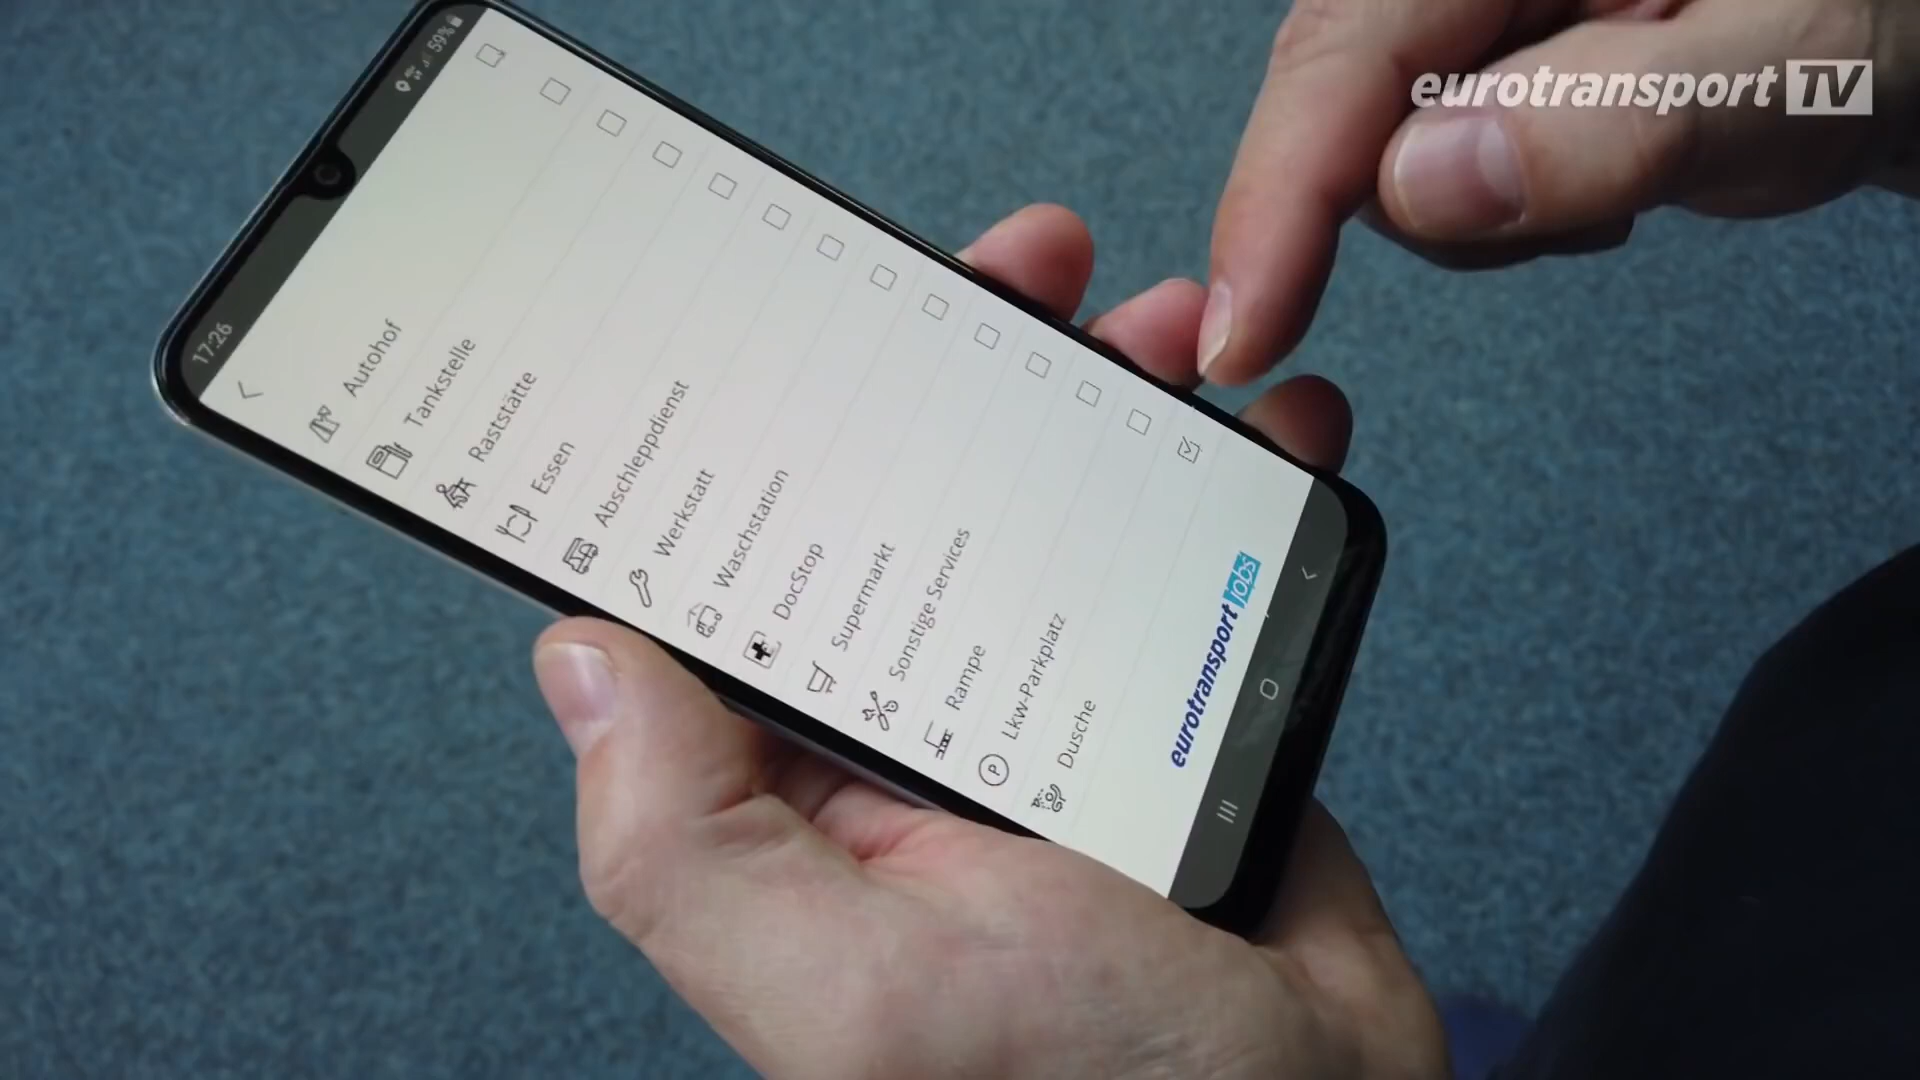 eurotransport TV
17:26
59%
Autohof
Tankstelle
Raststätte
Essen
Abschleppdienst
Werkstatt
Waschstation
DocStop
Supermarkt
Sonstige Services
Rampe
P Lkw-Parkplatz
Dusche
eurotransport jobs